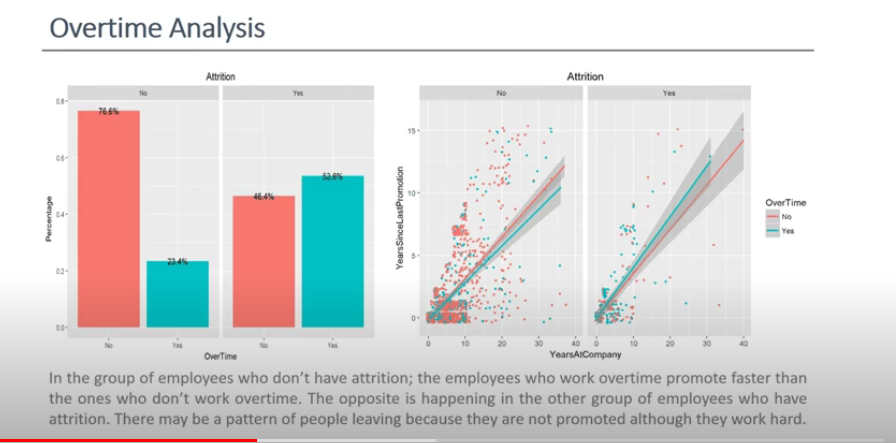 Overtime Analysis
Attrition
No Yes
0.8
0.6
0.4
0.2
0.0
Percentage
76.6%
23.4%
46.4%
53.6%
No Yes No Yes
OverTime
Attrition
No Yes
15
10
5
0
YearsSinceLastPromotion
0 10 20 30 40 0 10 20 30 40
YearsAtCompany
OverTime
No
Yes
In the group of employees who don't have attrition; the employees who work overtime promote faster than
the ones who don't work overtime. The opposite is happening in the other group of employees who have
attrition. There may be a pattern of people leaving because they are not promoted although they work hard.